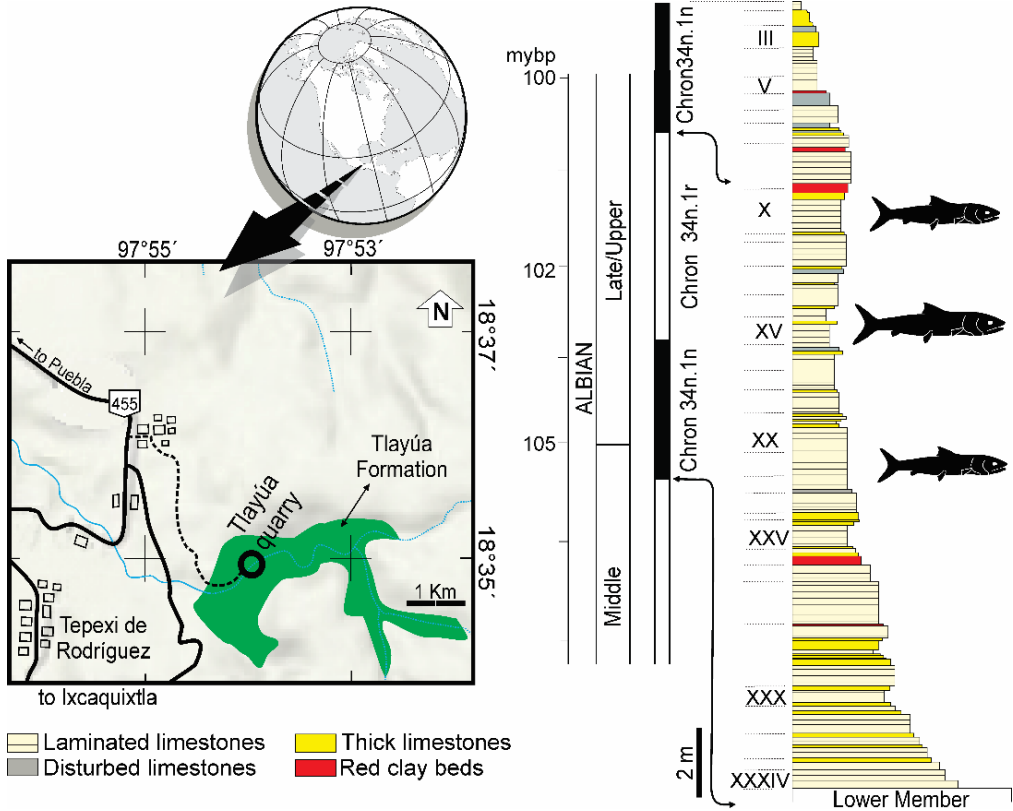 97°55´
97°53´
N
18°37´
18°35´
to Puebla
455
Tlayúa
Formation
Tlayúa
quarry
1 Km
Tepexi de
Rodríguez
to Ixcaquixtla
Laminated limestones
Thick limestones
Disturbed limestones
Red clay beds
mybp
100
102
105
ALBIAN
Late/Upper
Middle
Chron34n.1n
Chron 34n.1r
Chron 34n.1n
III
V
X
XV
XX
XXV
XXX
XXXIV
2 m
Lower Member